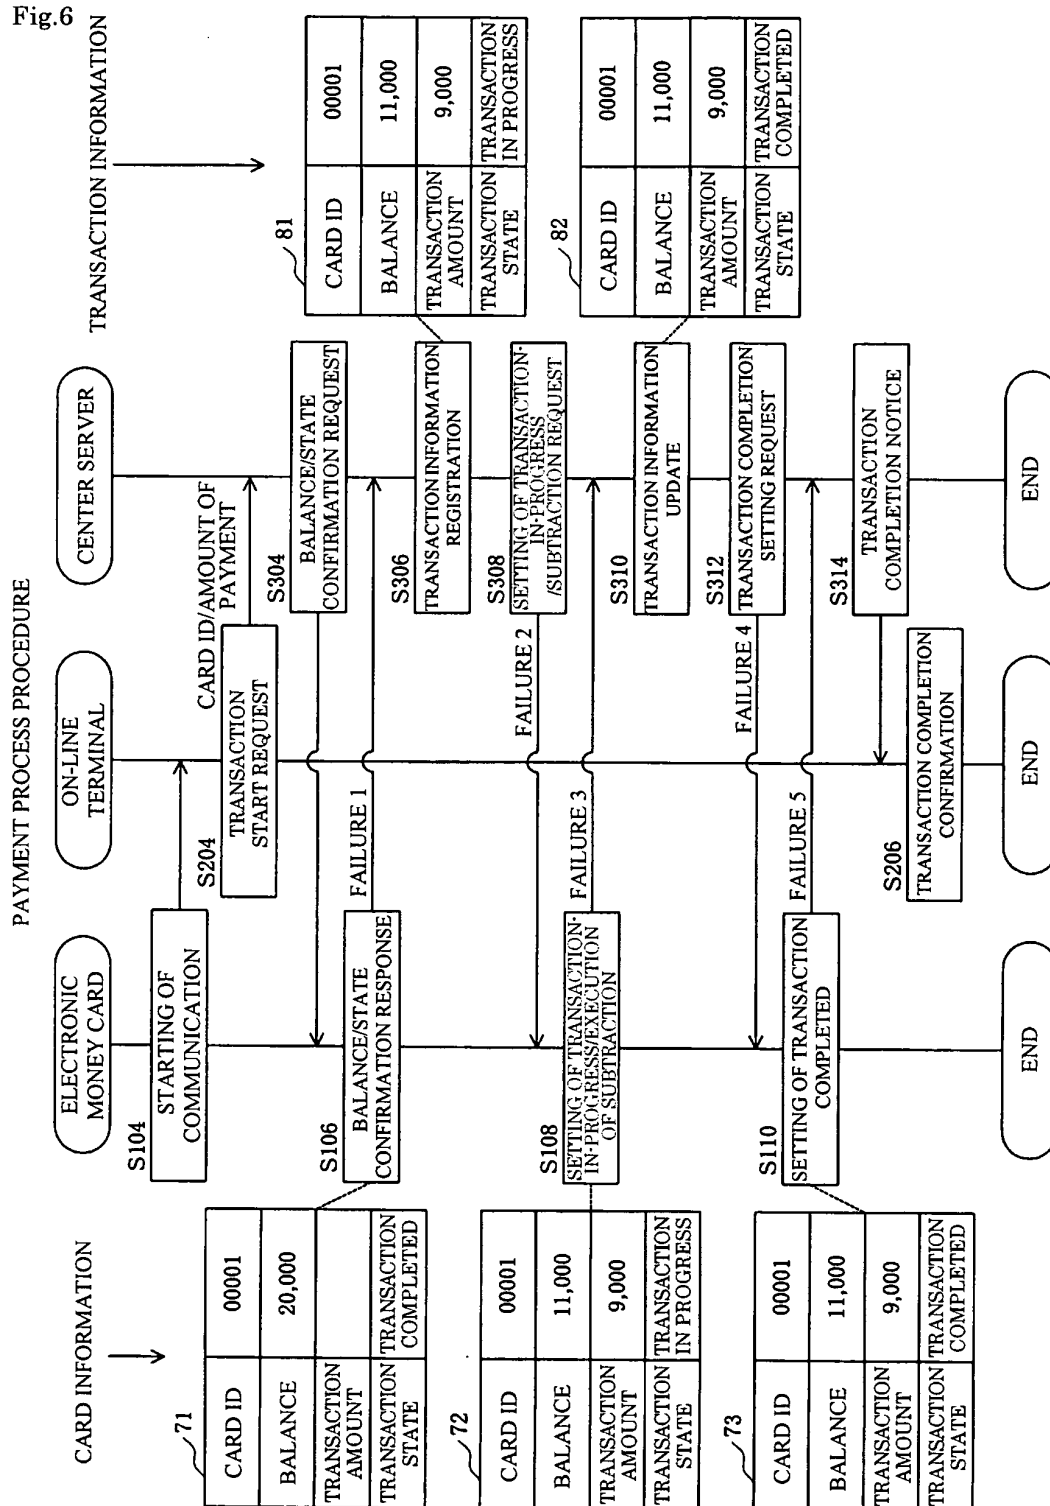 Fig.6
PAYMENT PROCESS PROCEDURE
CARD INFORMATION
ELECTRONIC
MONEY CARD
ON-LINE
TERMINAL
CENTER SERVER
TRANSACTION INFORMATION
S104
STARTING OF
COMMUNICATION
S204
TRANSACTION
START REQUEST
CARD ID/AMOUNT OF
PAYMENT
S304
BALANCE/STATE
CONFIRMATION REQUEST
71
CARD ID
00001
BALANCE
20,000
TRANSACTION
AMOUNT
TRANSACTION
STATE
TRANSACTION
COMPLETED
S106
BALANCE/STATE
CONFIRMATION RESPONSE
FAILURE 1
S306
TRANSACTION INFORMATION
REGISTRATION
81
CARD ID
00001
BALANCE
11,000
TRANSACTION
AMOUNT
9,000
TRANSACTION
STATE
TRANSACTION
IN PROGRESS
S308
SETTING OF TRANSACTION-
IN-PROGRESS
/SUBTRACTION REQUEST
FAILURE 2
72
CARD ID
00001
BALANCE
11,000
TRANSACTION
AMOUNT
9,000
TRANSACTION
STATE
TRANSACTION
IN PROGRESS
S108
SETTING OF TRANSACTION-
IN-PROGRESS/EXECUTION
OF SUBTRACTION
FAILURE 3
S310
TRANSACTION INFORMATION
UPDATE
82
CARD ID
00001
BALANCE
11,000
TRANSACTION
AMOUNT
9,000
TRANSACTION
STATE
TRANSACTION
COMPLETED
S312
TRANSACTION COMPLETION
SETTING REQUEST
FAILURE 4
73
CARD ID
00001
BALANCE
11,000
TRANSACTION
AMOUNT
9,000
TRANSACTION
STATE
TRANSACTION
COMPLETED
S110
SETTING OF TRANSACTION
COMPLETED
FAILURE 5
S314
TRANSACTION
COMPLETION NOTICE
S206
TRANSACTION COMPLETION
CONFIRMATION
END
END
END